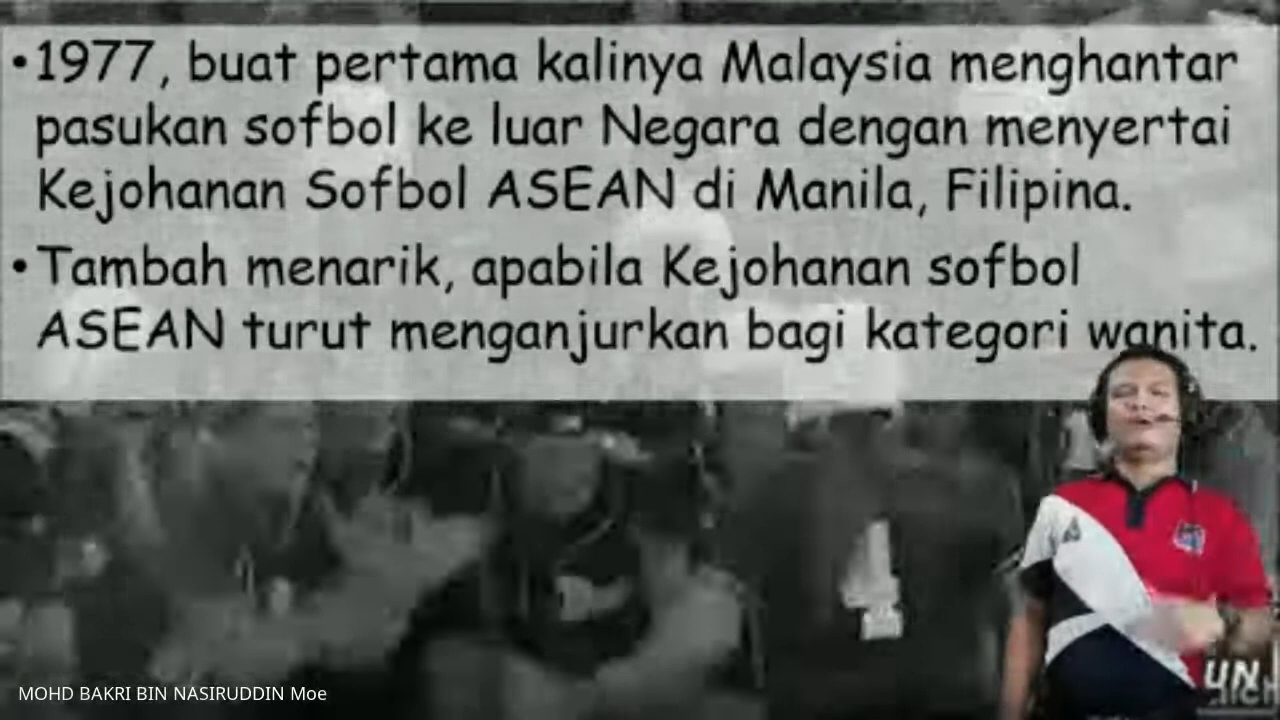 •1977, buat pertama kalinya Malaysia menghantar
pasukan sofbol ke luar Negara dengan menyertai
Kejohanan Sofbol ASEAN di Manila, Filipina.
•Tambah menarik, apabila Kejohanan sofbol
ASEAN turut menganjurkan bagi kategori wanita.
MOHD BAKRI BIN NASIRUDDIN Moe
UN